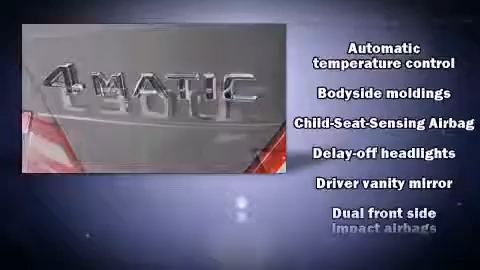 4MATIC
Automatic
temperature control
Bodyside moldings
Child-Seat-Sensing Airbag
Delay-off headlights
Driver vanity mirror
Dual front side
impact airbags